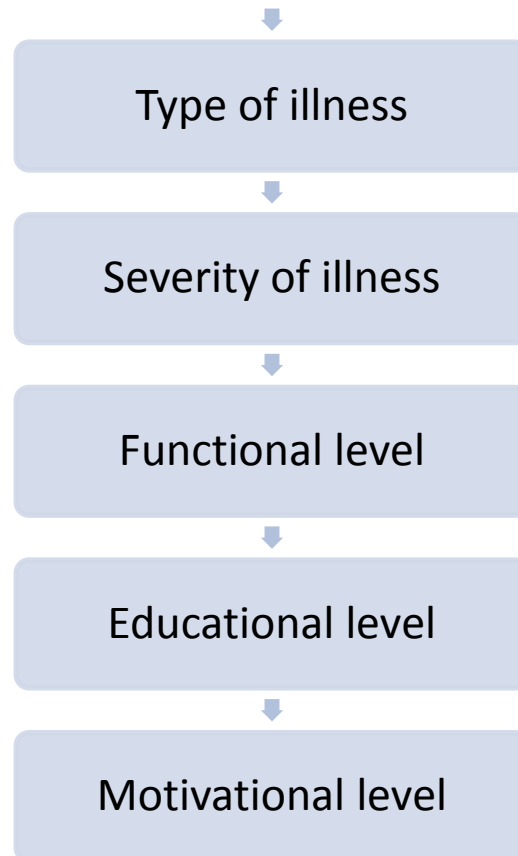 Type of illness
Severity of illness
Functional level
Educational level
Motivational level